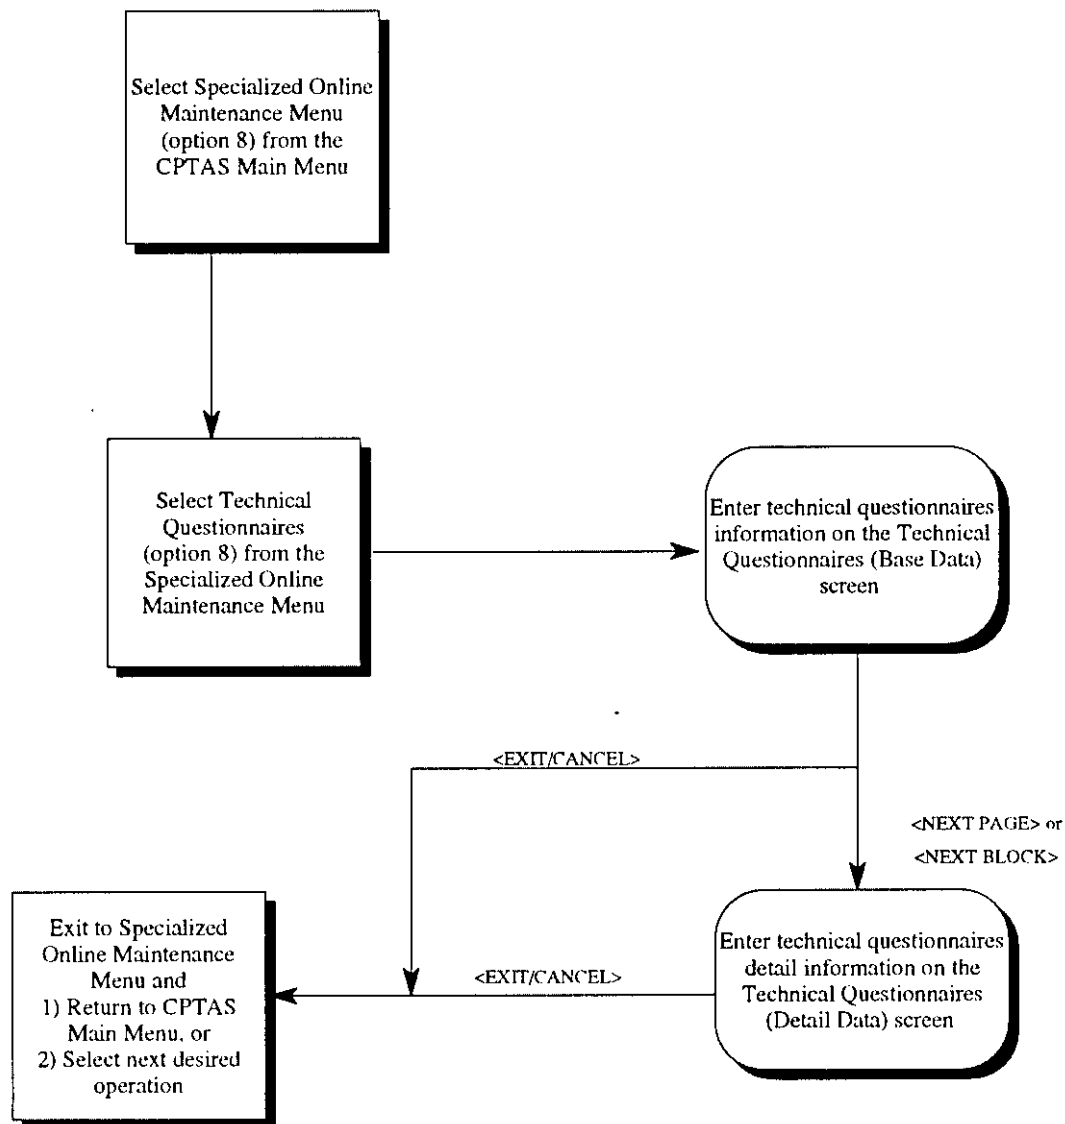 Select Specialized Online
Maintenance Menu
(option 8) from the
CPTAS Main Menu
Select Technical
Questionnaires
(option 8) from the
Specialized Online
Maintenance Menu
Enter technical questionnaires
information on the Technical
Questionnaires (Base Data)
screen
<EXIT/CANCEL>
<NEXT PAGE> or
<NEXT BLOCK>
Exit to Specialized
Online Maintenance
Menu and
1) Return to CPTAS
Main Menu, or
2) Select next desired
operation
<EXIT/CANCEL>
Enter technical questionnaires
detail information on the
Technical Questionnaires
(Detail Data) screen